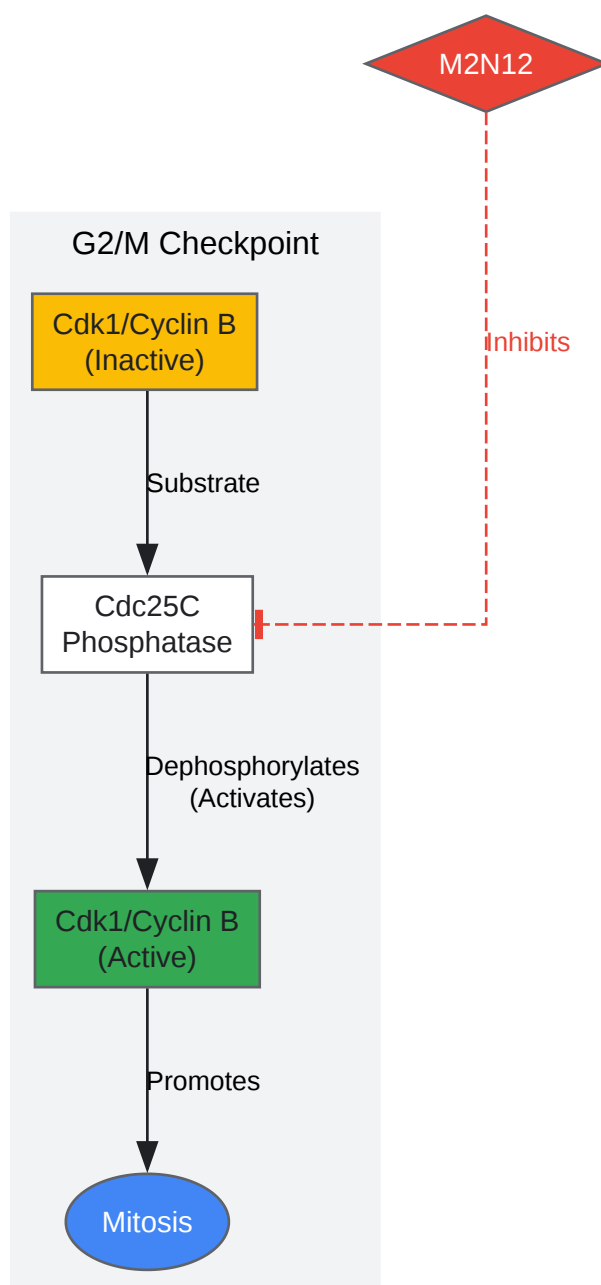 M2N12
G2/M Checkpoint
Cdk1/Cyclin B
(Inactive)
Inhibits
Substrate
Cdc25C
Phosphatase
Dephosphorylates
(Activates)
Cdk1/Cyclin B
(Active)
Promotes
Mitosis